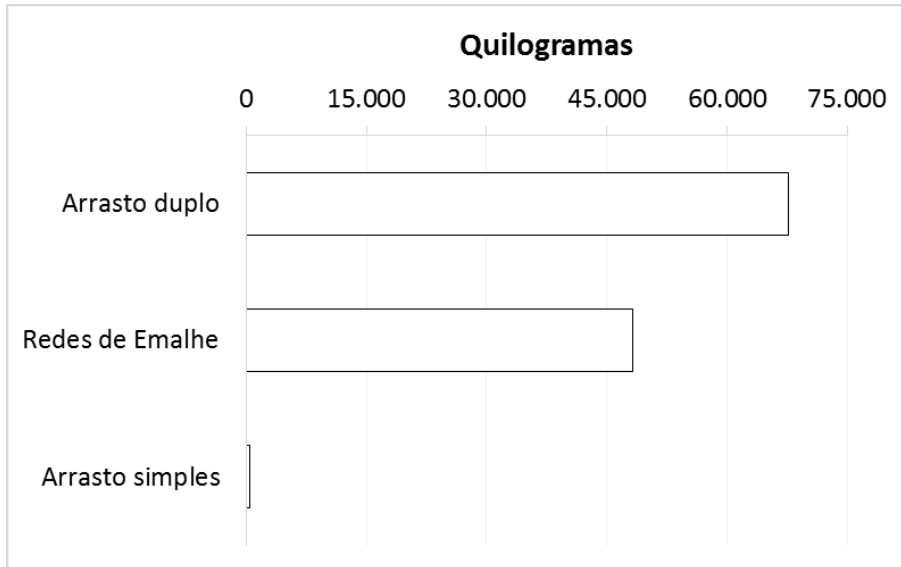 Quilogramas
0 15.000 30.000 45.000 60.000 75.000
Arrasto duplo
Redes de Emalhe
Arrasto simples